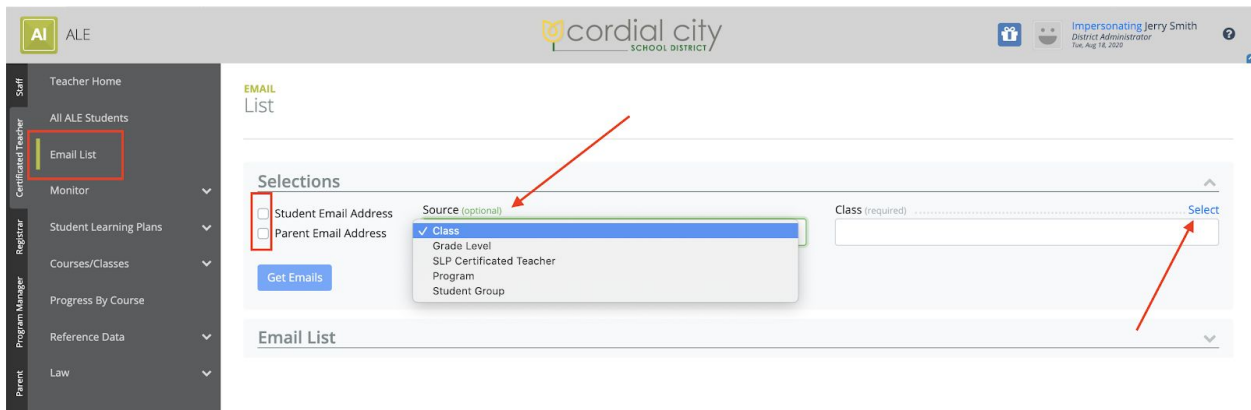 AI ALE
cordial city
SCHOOL DISTRICT
Impersonating Jerry Smith
District Administrator
Tue, Aug 18, 2020
?
Staff
Certificated Teacher
Registrar
Program Manager
Parent
Teacher Home
All ALE Students
Email List
Monitor
Student Learning Plans
Courses/Classes
Progress By Course
Reference Data
Law
EMAIL
List
Selections
Student Email Address
Parent Email Address
Get Emails
Source (optional)
✓ Class
Grade Level
SLP Certificated Teacher
Program
Student Group
Class (required) Select
Email List